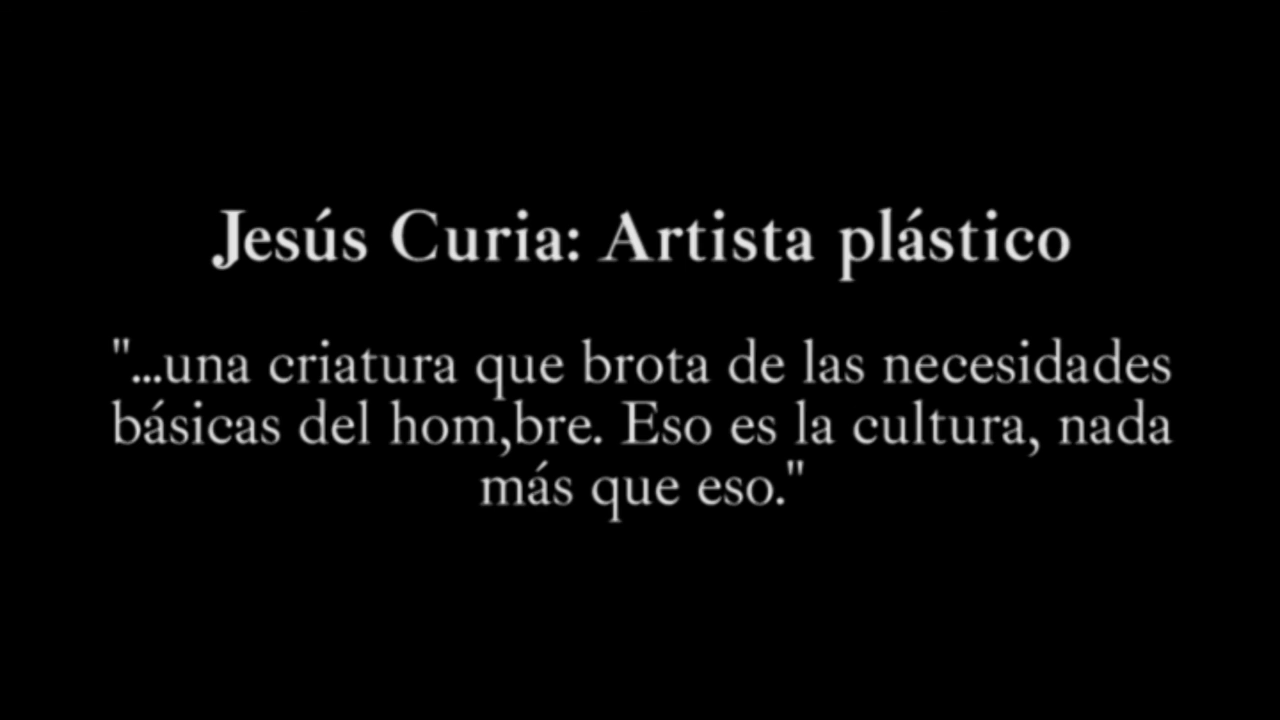 Jesús Curia: Artista plástico
"...una criatura que brota de las necesidades
básicas del hom,bre. Eso es la cultura, nada
más que eso."